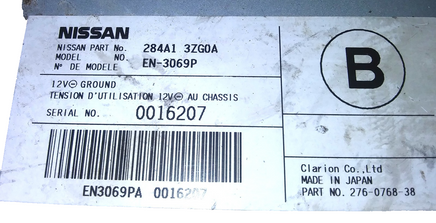 NISSAN
NISSAN PART No. 284A1 3ZG0A
MODEL NO EN-3069P
N° DE MODELE
12V⊖ GROUND
TENSION D'UTILISATION 12V⊖ AU CHASSIS
SERIAL NO. 0016207
EN3069PA 0016207
B
Clarion Co.,Ltd
MADE IN JAPAN
PART NO. 276-0768-38